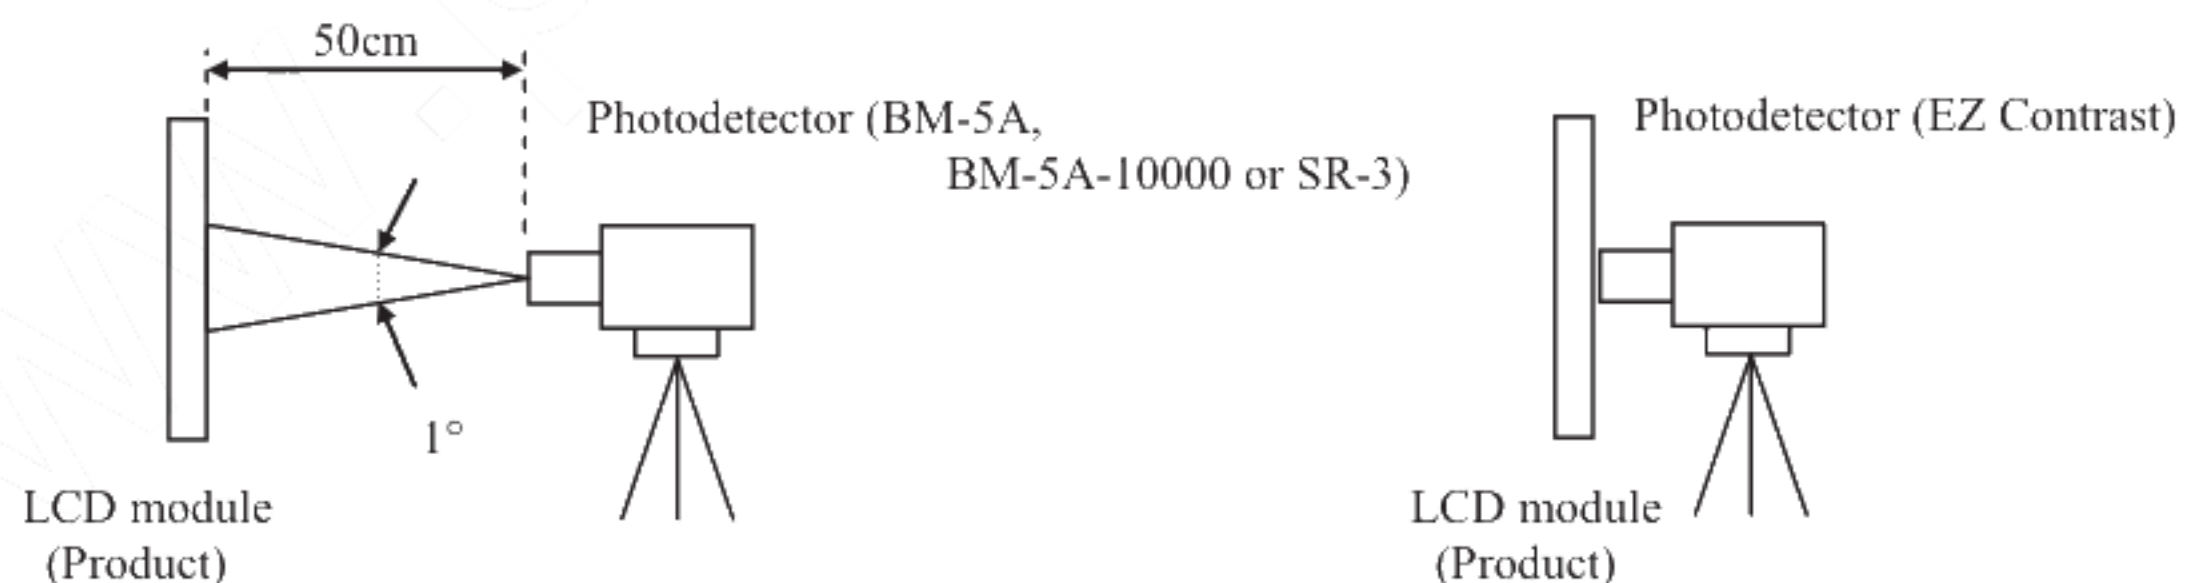 50cm
Photodetector (BM-5A,
BM-5A-10000 or SR-3)
1°
LCD module
(Product)
Photodetector (EZ Contrast)
LCD module
(Product)